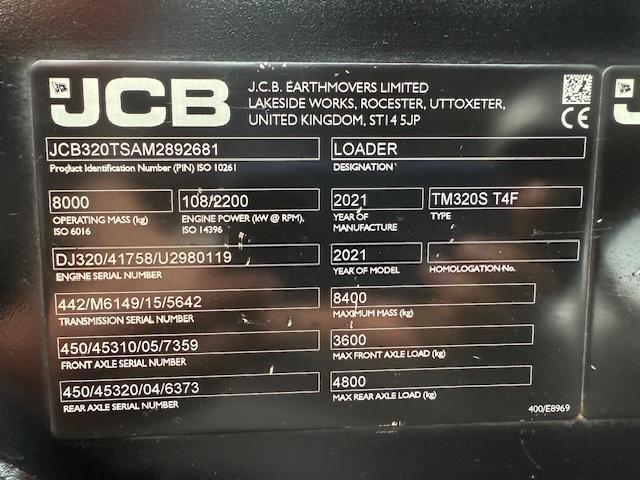 JCB
J.C.B. EARTHMOVERS LIMITED
LAKESIDE WORKS, ROCESTER, UTTOXETER,
UNITED KINGDOM, ST14 5JP
CE
JCB320TSAM2892681
Product Identification Number (PIN) ISO 10261
LOADER
DESIGNATION
8000
OPERATING MASS (kg)
ISO 6016
108/2200
ENGINE POWER (kW @ RPM),
ISO 14396
2021
YEAR OF
MANUFACTURE
TM320S T4F
TYPE
DJ320/41758/U2980119
ENGINE SERIAL NUMBER
2021
YEAR OF MODEL
HOMOLOGATION No.
442/M6149/15/5642
TRANSMISSION SERIAL NUMBER
8400
MAXIMUM MASS (kg)
450/45310/05/7359
FRONT AXLE SERIAL NUMBER
3600
MAX FRONT AXLE LOAD (kg)
450/45320/04/6373
REAR AXLE SERIAL NUMBER
4800
MAX REAR AXLE LOAD (kg)
400/E8969